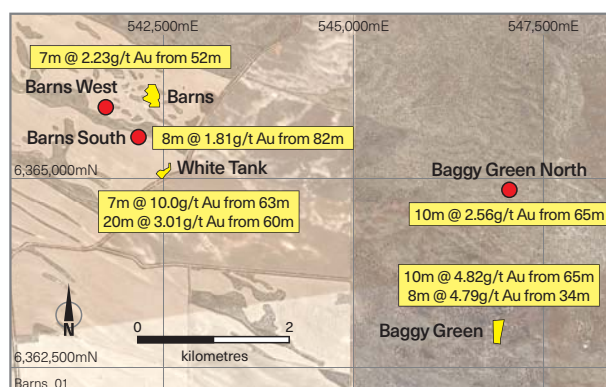 542,500mE
545,000mE
547,500mE
7m @ 2.23g/t Au from 52m
Barns West
Barns
Barns South
8m @ 1.81g/t Au from 82m
6,365,000mN
White Tank
Baggy Green North
7m @ 10.0g/t Au from 63m
20m @ 3.01g/t Au from 60m
10m @ 2.56g/t Au from 65m
10m @ 4.82g/t Au from 65m
8m @ 4.79g/t Au from 34m
N
0
2
kilometres
Baggy Green
6,362,500mN
Barns_01